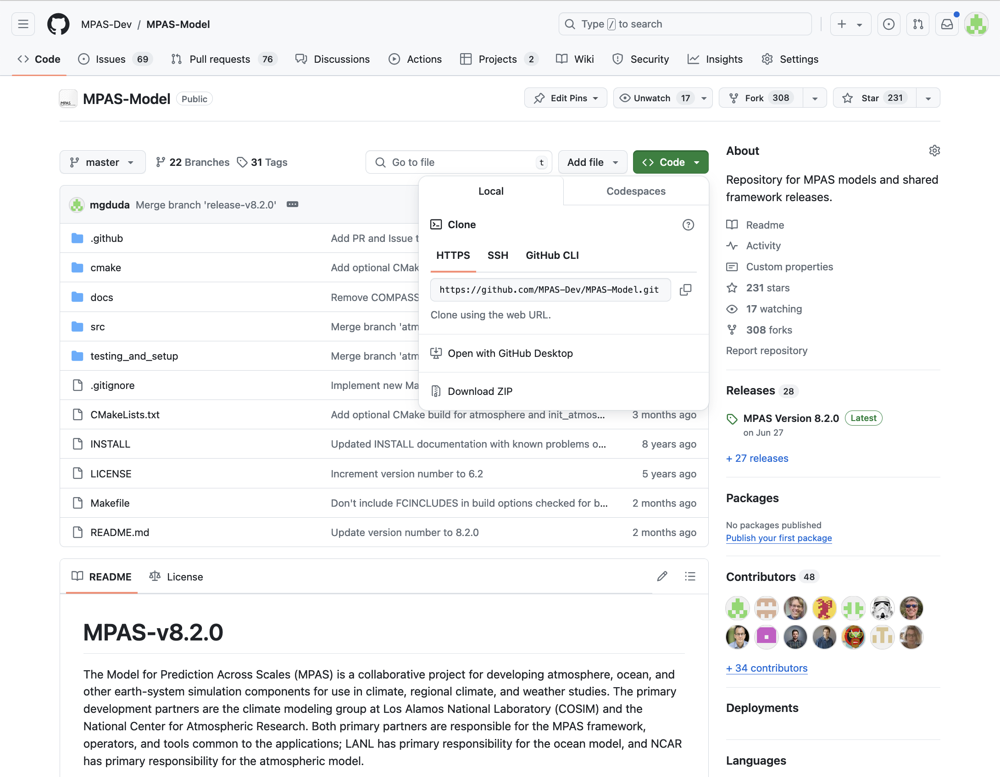 MPAS-Dev / MPAS-Model
Type / to search
Code
Issues 69
Pull requests 76
Discussions
Actions
Projects 2
Wiki
Security
Insights
Settings
MPAS
MPAS-Model Public
Edit Pins
Unwatch 17
Fork 308
Star 231
master
22 Branches
31 Tags
Go to file t
Add file
Code
mgduda Merge branch 'release-v8.2.0'
.github Add PR and Issue t
cmake Add optional CMak
docs Remove COMPASS
src Merge branch 'atm
testing_and_setup Merge branch 'atm
.gitignore Implement new Ma
CMakeLists.txt Add optional CMake build for atmosphere and init_atmos... 3 months ago
INSTALL Updated INSTALL documentation with known problems o... 8 years ago
LICENSE Increment version number to 6.2 5 years ago
Makefile Don't include FCINCLUDES in build options checked for b... 2 months ago
README.md Update version number to 8.2.0 2 months ago
Local Codespaces
Clone
HTTPS SSH GitHub CLI
https://github.com/MPAS-Dev/MPAS-Model.git
Clone using the web URL.
Open with GitHub Desktop
Download ZIP
README License
MPAS-v8.2.0
The Model for Prediction Across Scales (MPAS) is a collaborative project for developing atmosphere, ocean, and
other earth-system simulation components for use in climate, regional climate, and weather studies. The primary
development partners are the climate modeling group at Los Alamos National Laboratory (COSIM) and the
National Center for Atmospheric Research. Both primary partners are responsible for the MPAS framework,
operators, and tools common to the applications; LANL has primary responsibility for the ocean model, and NCAR
has primary responsibility for the atmospheric model.
About
Repository for MPAS models and shared
framework releases.
Readme
Activity
Custom properties
231 stars
17 watching
308 forks
Report repository
Releases 28
MPAS Version 8.2.0 Latest
on Jun 27
+ 27 releases
Packages
No packages published
Publish your first package
Contributors 48
+ 34 contributors
Deployments
Languages